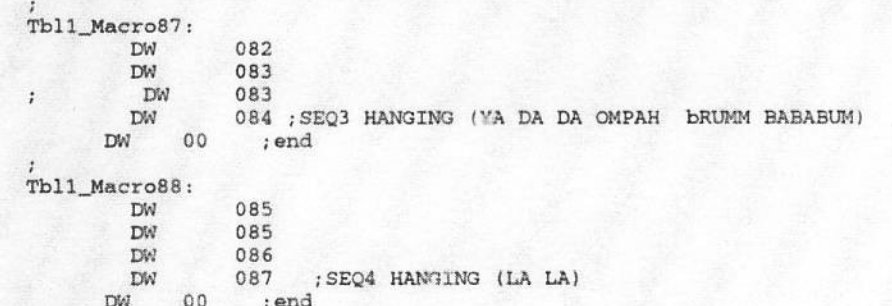 ;
Tbl1_Macro87:
DW 082
DW 083
; DW 083
DW 084 ;SEQ3 HANGING (YA DA DA OMPAH bRUMM BABABUM)
DW 00 ;end
;
Tbl1_Macro88:
DW 085
DW 085
DW 086
DW 087 ;SEQ4 HANGING (LA LA)
DW 00 ;end